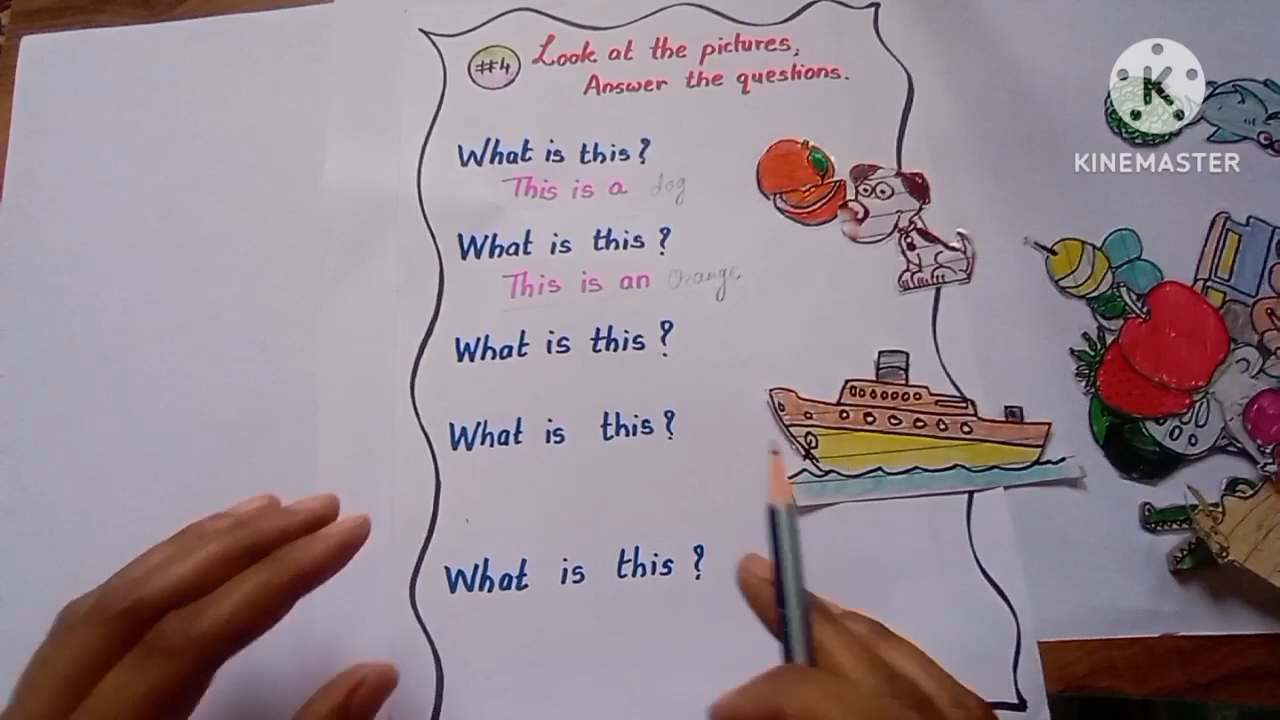 #4 Look at the pictures,
Answer the questions.
What is this?
This is a dog
What is this?
This is an Orange
What is this?
What is this?
What is this?
K
KINEMASTER